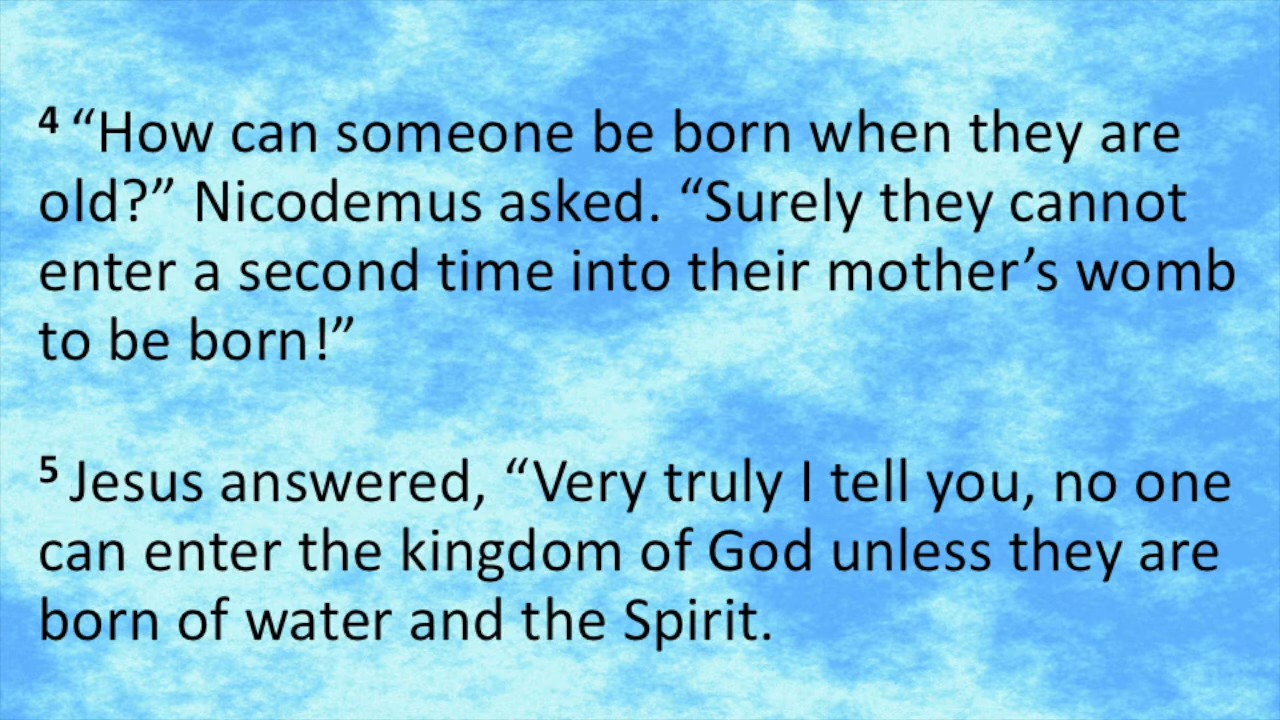 4 “How can someone be born when they are
old?” Nicodemus asked. “Surely they cannot
enter a second time into their mother’s womb
to be born!”
5 Jesus answered, “Very truly I tell you, no one
can enter the kingdom of God unless they are
born of water and the Spirit.